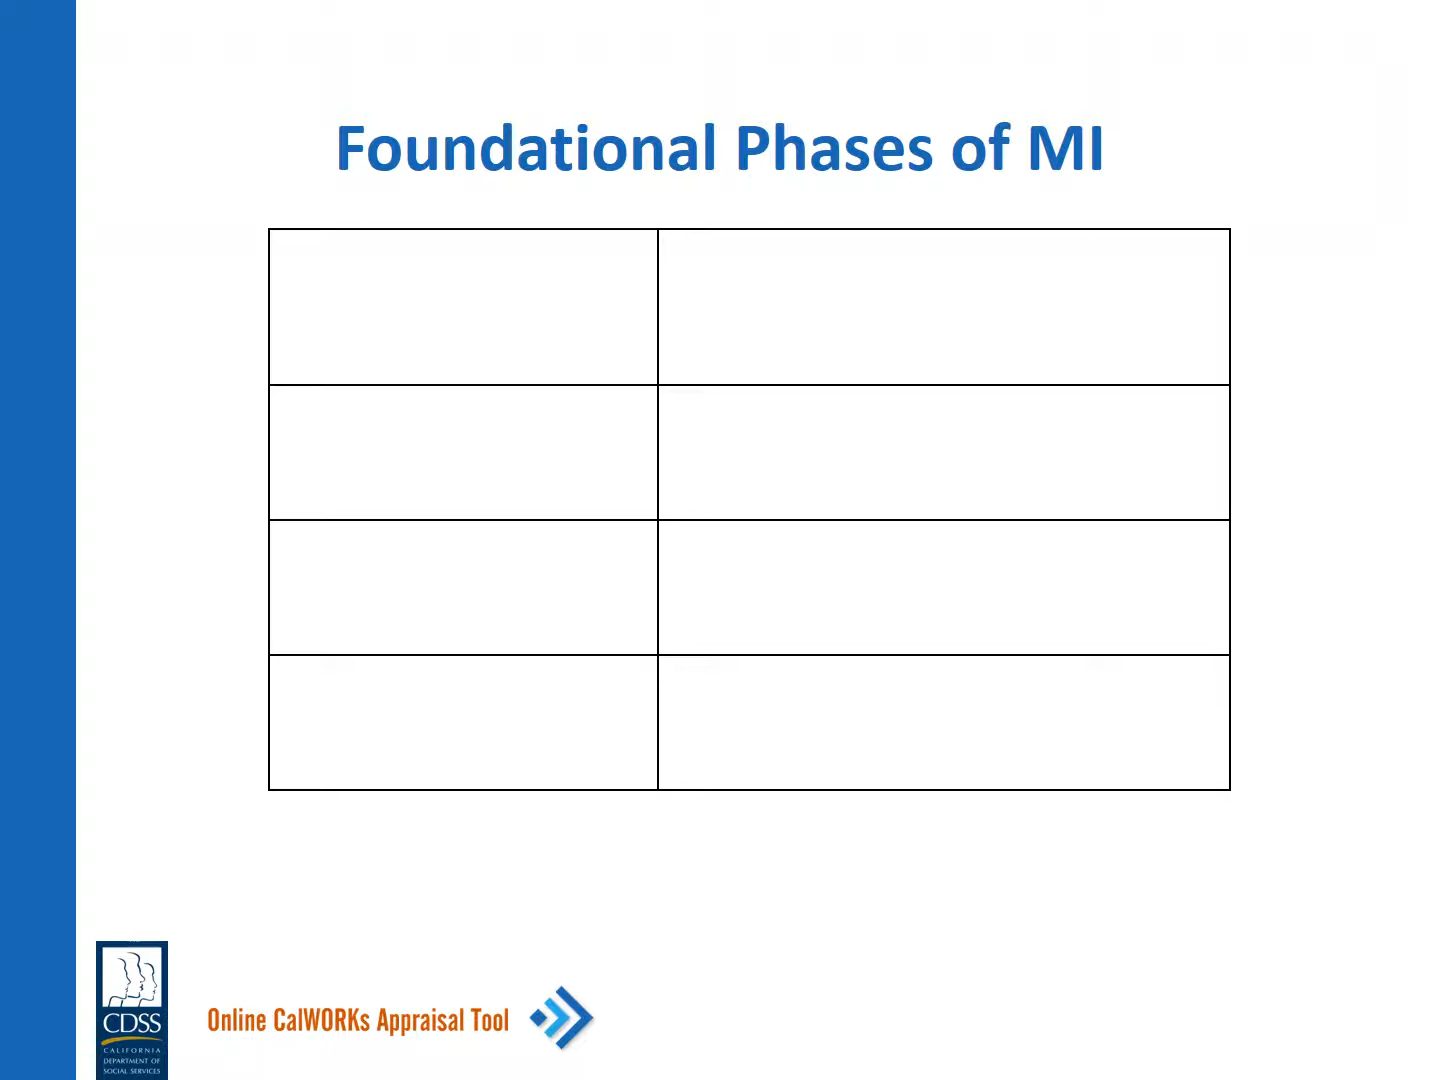 Foundational Phases of MI
CDSS
CALIFORNIA
DEPARTMENT OF
SOCIAL SERVICES
Online CalWORKs Appraisal Tool